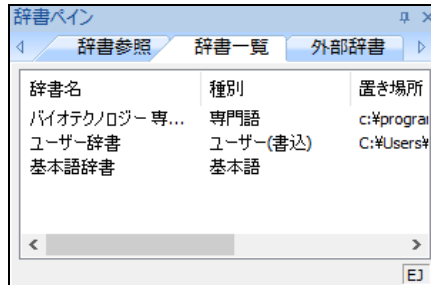 辞書ペイン
辞書参照 辞書一覧 外部辞書
辞書名 種別 置き場所
バイオテクノロジー 専... 専門語 c:¥progra
ユーザー辞書 ユーザー(書込) C:¥Users¥
基本語辞書 基本語
EJ